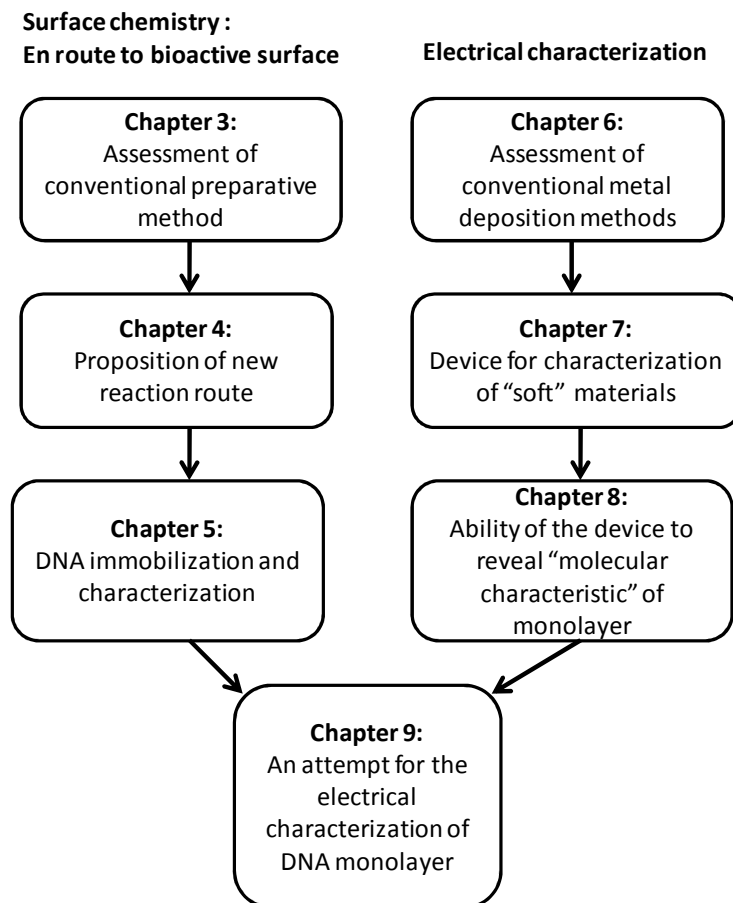 Surface chemistry :
En route to bioactive surface
Electrical characterization
Chapter 3:
Assessment of
conventional preparative
method
Chapter 4:
Proposition of new
reaction route
Chapter 5:
DNA immobilization and
characterization
Chapter 6:
Assessment of
conventional metal
deposition methods
Chapter 7:
Device for characterization
of “soft” materials
Chapter 8:
Ability of the device to
reveal “molecular
characteristic” of
monolayer
Chapter 9:
An attempt for the
electrical
characterization of
DNA monolayer